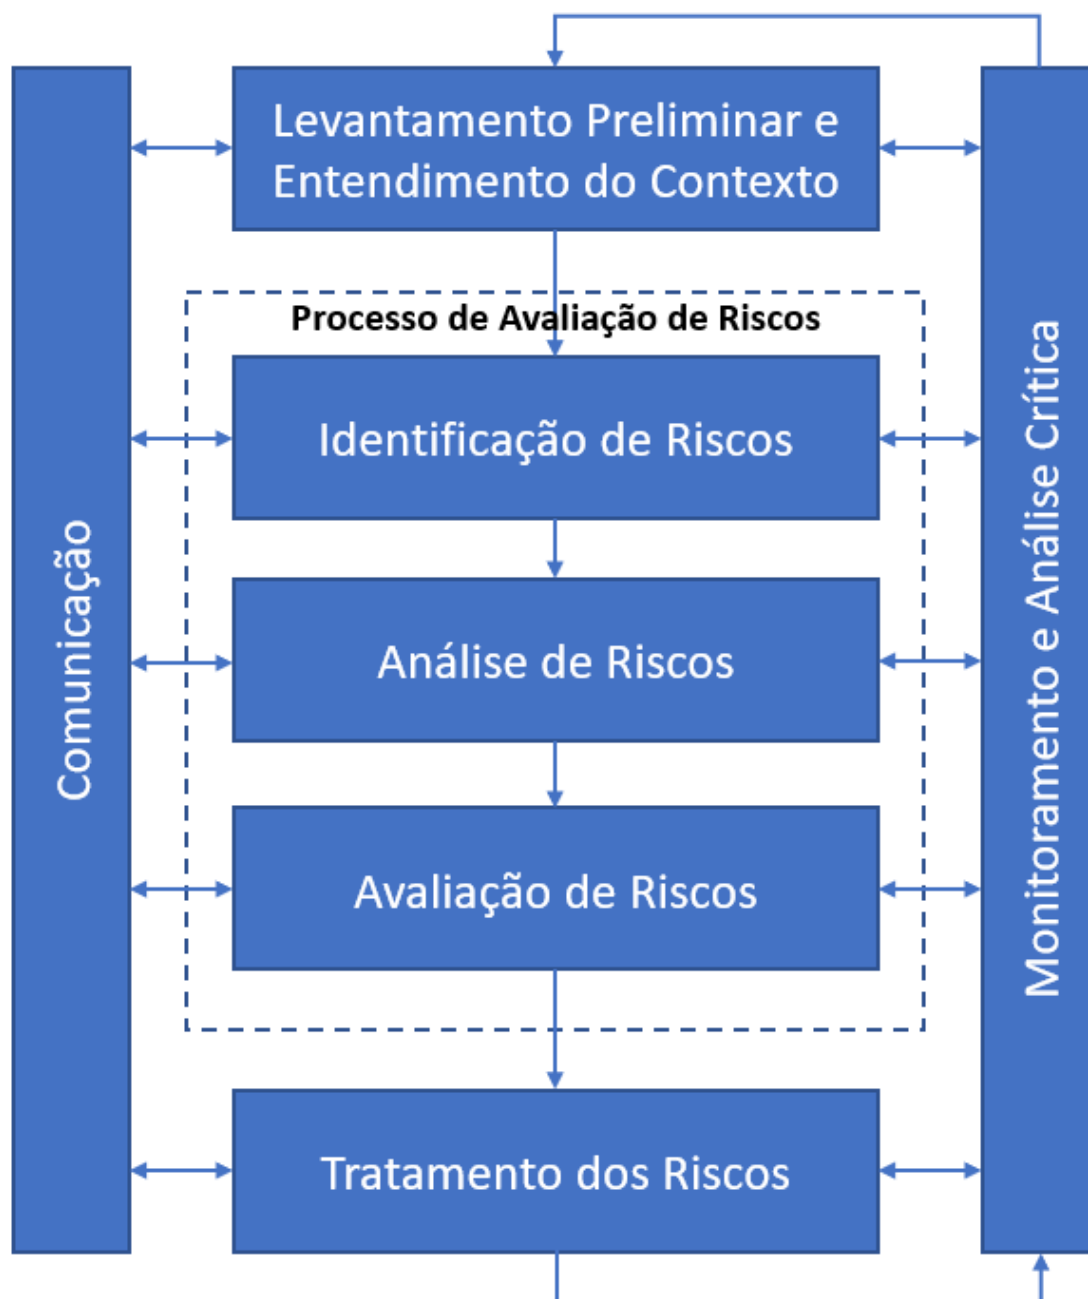 Levantamento Preliminar e
Entendimento do Contexto
Processo de Avaliação de Riscos
Identificação de Riscos
Análise de Riscos
Avaliação de Riscos
Tratamento dos Riscos
Comunicação
Monitoramento e Análise Crítica